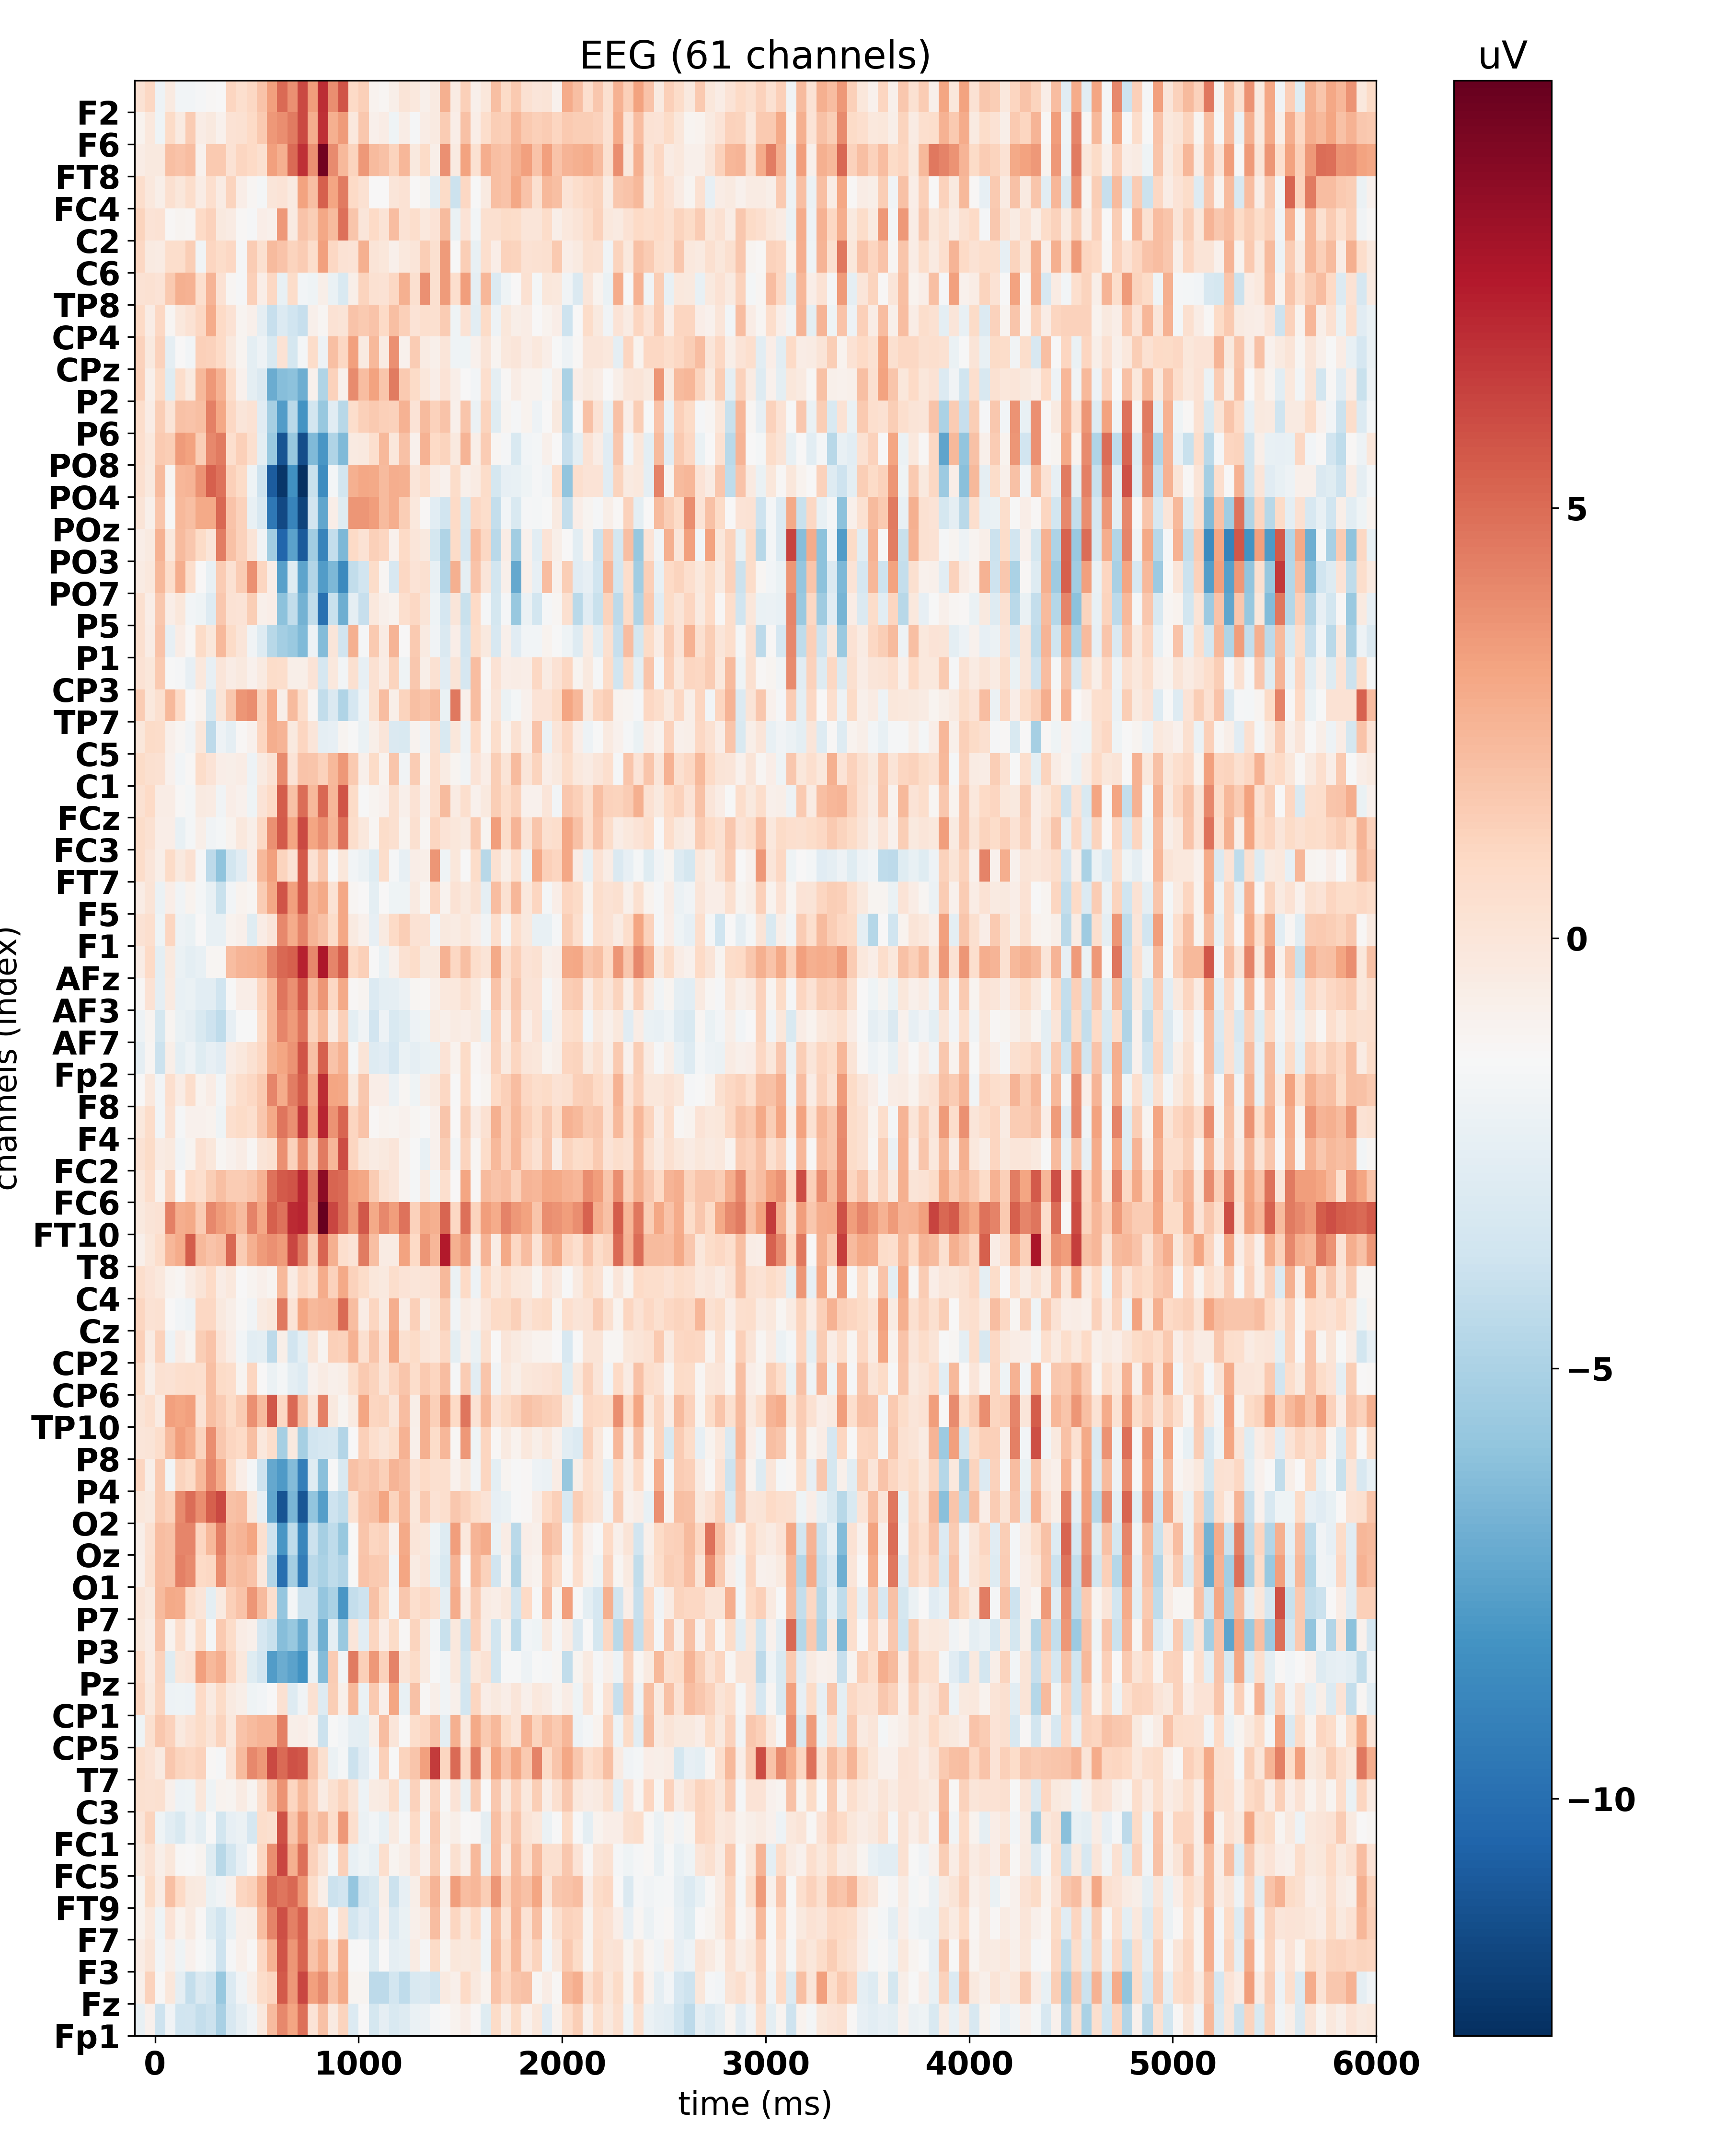 EEG (61 channels)
uV
F2
F6
FT8
FC4
C2
C6
TP8
CP4
CPz
P2
P6
PO8
PO4
POz
PO3
PO7
P5
P1
CP3
TP7
C5
C1
FCz
FC3
FT7
F5
F1
AFz
AF3
AF7
Fp2
F8
F4
FC2
FC6
FT10
T8
C4
Cz
CP2
CP6
TP10
P8
P4
O2
Oz
O1
P7
P3
Pz
CP1
CP5
T7
C3
FC1
FC5
FT9
F7
F3
Fz
Fp1
channels (index)
0 1000 2000 3000 4000 5000 6000
time (ms)
5
0
−5
−10